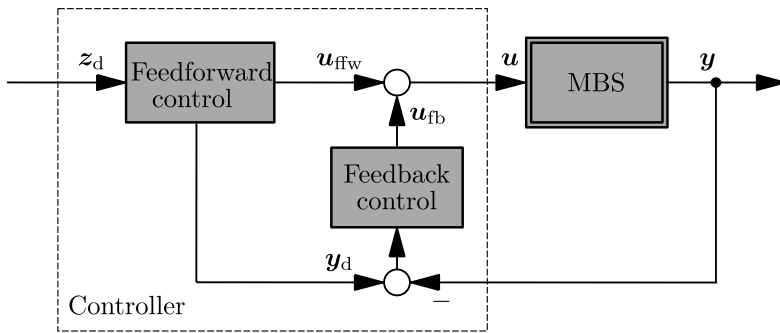 z_d
Feedforward
control
u_ffw
u
MBS
y
u_fb
Feedback
control
y_d
−
Controller